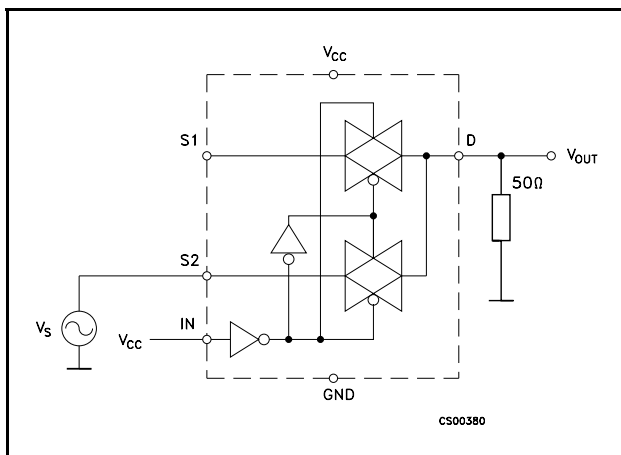 VCC
S1
D
VOUT
50Ω
S2
VS
IN
VCC
GND
CS00380